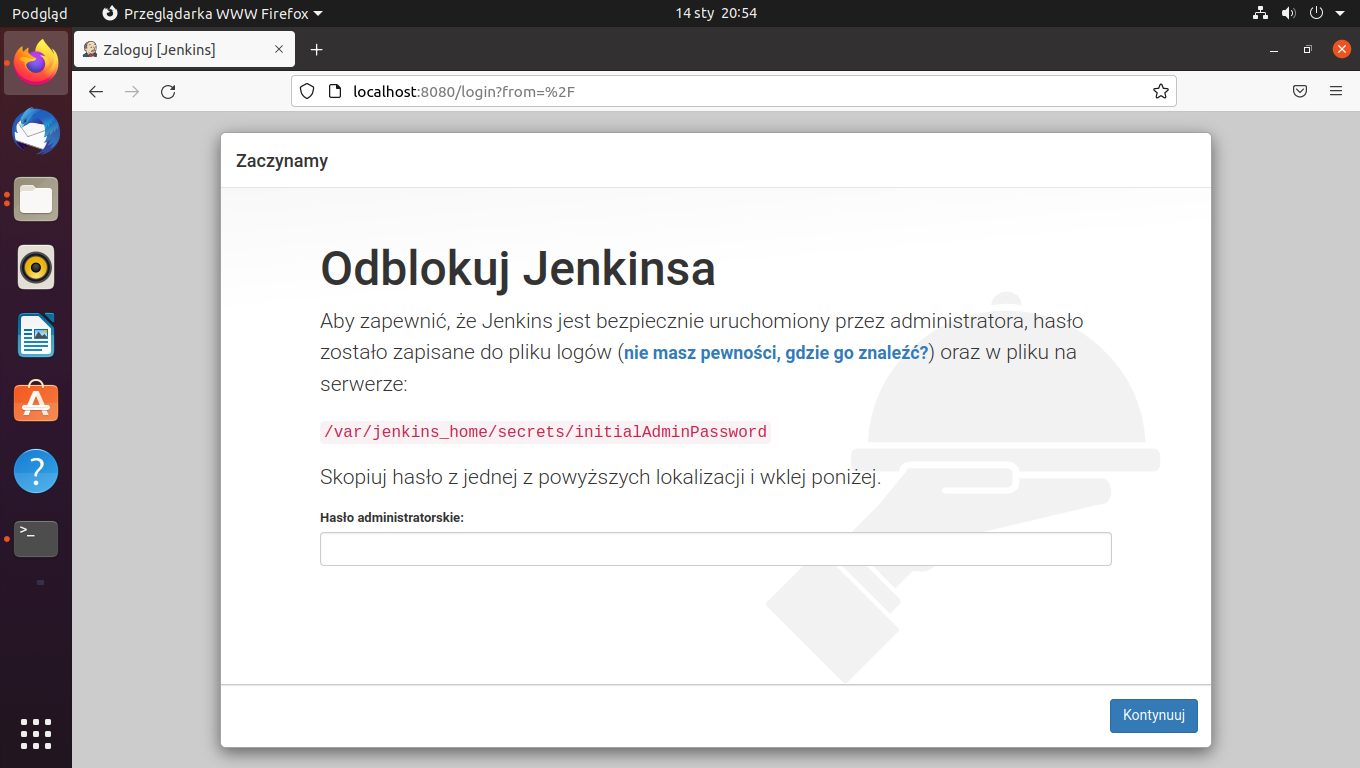 Podgląd
Przeglądarka WWW Firefox
14 sty 20:54
Zaloguj [Jenkins]
localhost:8080/login?from=%2F
Zaczynamy
Odblokuj Jenkinsa
Aby zapewnić, że Jenkins jest bezpiecznie uruchomiony przez administratora, hasło
zostało zapisane do pliku logów (nie masz pewności, gdzie go znaleźć?) oraz w pliku na
serwerze:
/var/jenkins_home/secrets/initialAdminPassword
Skopiuj hasło z jednej z powyższych lokalizacji i wklej poniżej.
Hasło administratorskie:
Kontynuuj